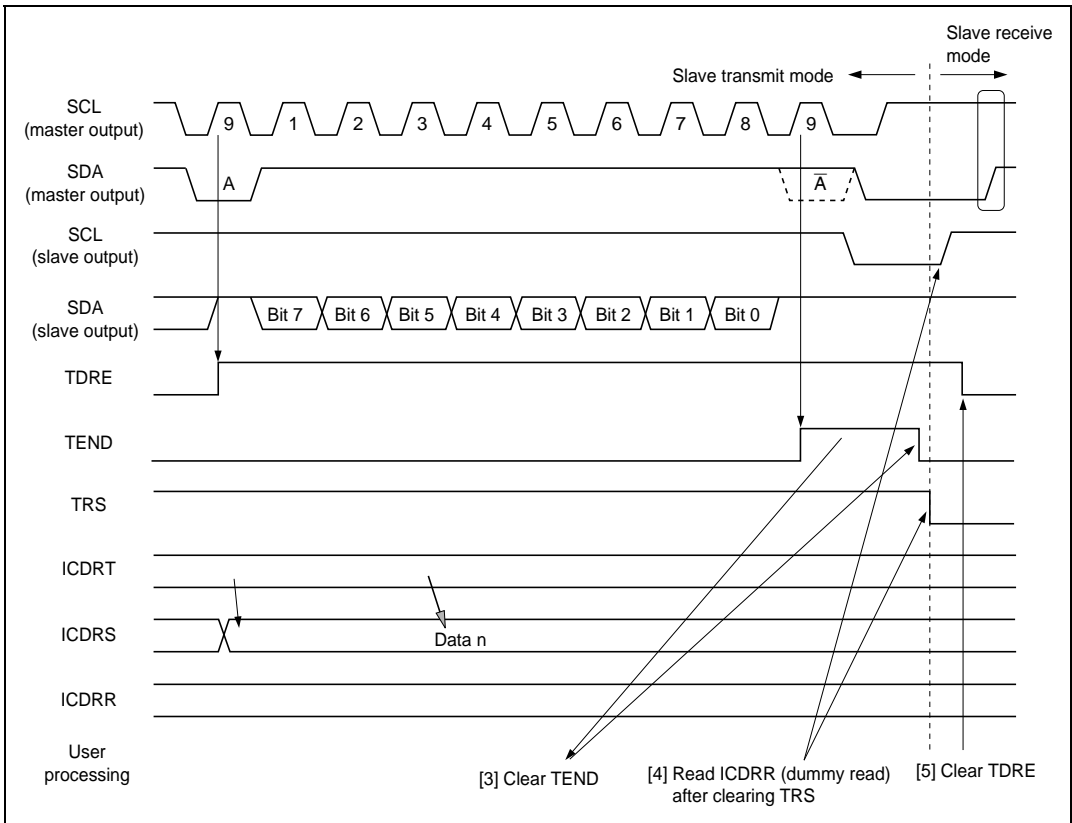 Slave receive
mode
Slave transmit mode
SCL
(master output)
9 1 2 3 4 5 6 7 8 9
SDA
(master output)
A A̅
SCL
(slave output)
SDA
(slave output)
Bit 7 Bit 6 Bit 5 Bit 4 Bit 3 Bit 2 Bit 1 Bit 0
TDRE
TEND
TRS
ICDRT
ICDRS
Data n
ICDRR
User
processing
[3] Clear TEND
[4] Read ICDRR (dummy read)
after clearing TRS
[5] Clear TDRE